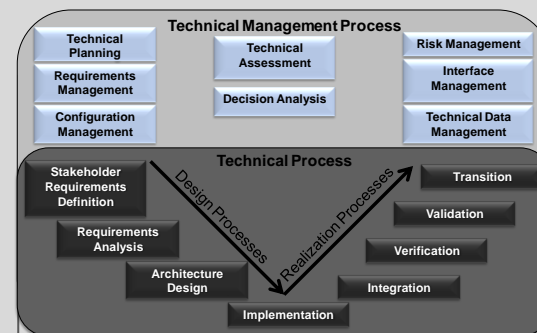 Technical Management Process
Technical
Planning
Requirements
Management
Configuration
Management
Technical
Assessment
Decision Analysis
Risk Management
Interface
Management
Technical Data
Management
Technical Process
Stakeholder
Requirements
Definition
Requirements
Analysis
Architecture
Design
Implementation
Design Processes
Realization Processes
Transition
Validation
Verification
Integration